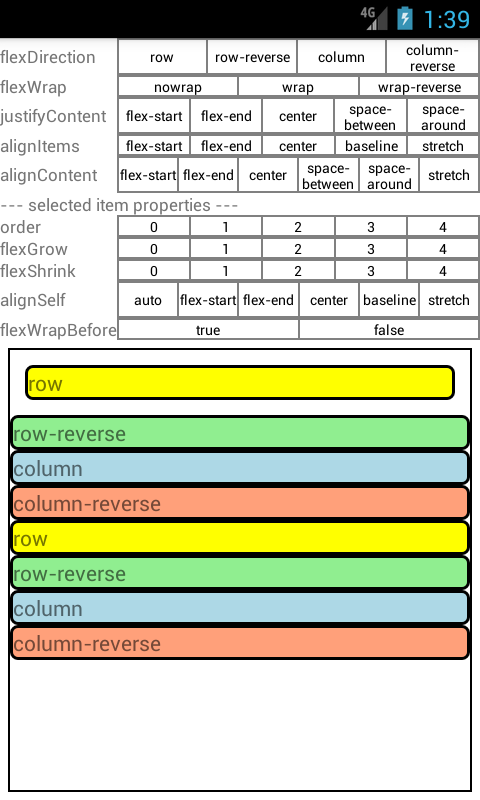 4G 1:39
flexDirection row row-reverse column column-
reverse
flexWrap nowrap wrap wrap-reverse
justifyContent flex-start flex-end center space-
between space-
around
alignItems flex-start flex-end center baseline stretch
alignContent flex-start flex-end center space-
between space-
around stretch
--- selected item properties ---
order 0 1 2 3 4
flexGrow 0 1 2 3 4
flexShrink 0 1 2 3 4
alignSelf auto flex-start flex-end center baseline stretch
flexWrapBefore true false
row
row-reverse
column
column-reverse
row
row-reverse
column
column-reverse